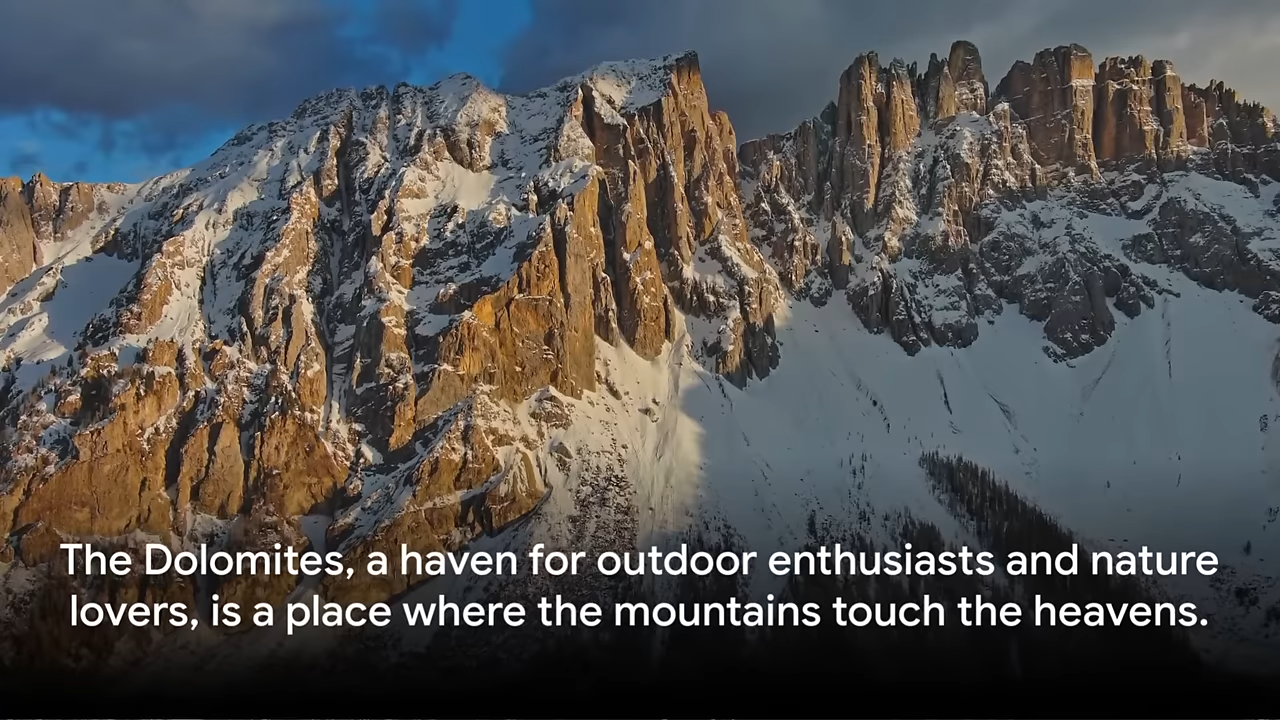 The Dolomites, a haven for outdoor enthusiasts and nature
lovers, is a place where the mountains touch the heavens.